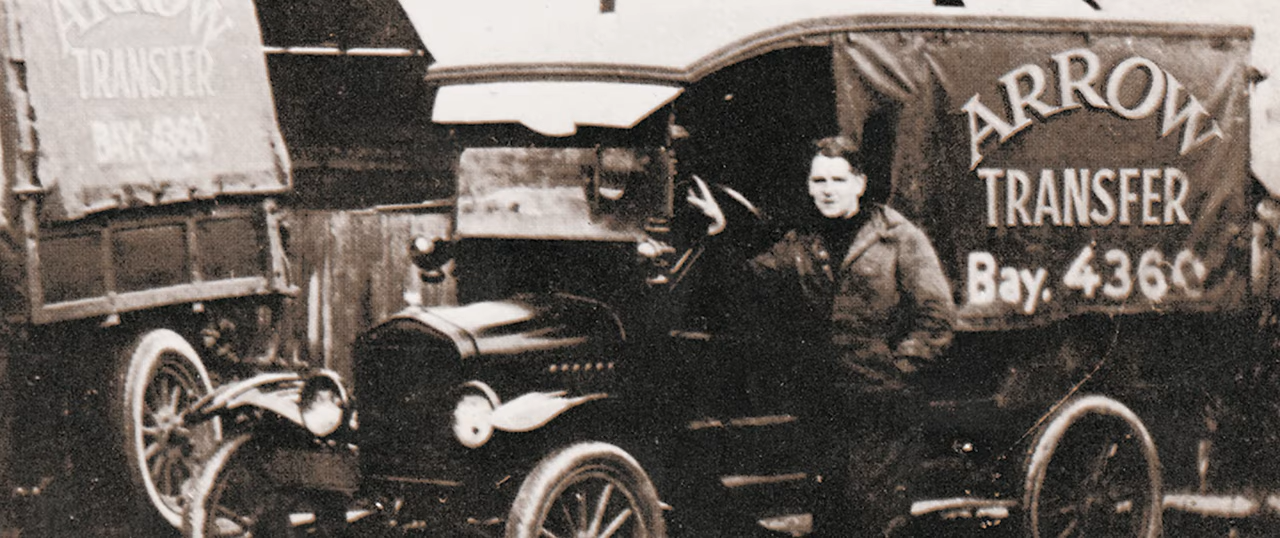 ARROW
TRANSFER
BAY. 4360
ARROW
TRANSFER
Bay. 4360